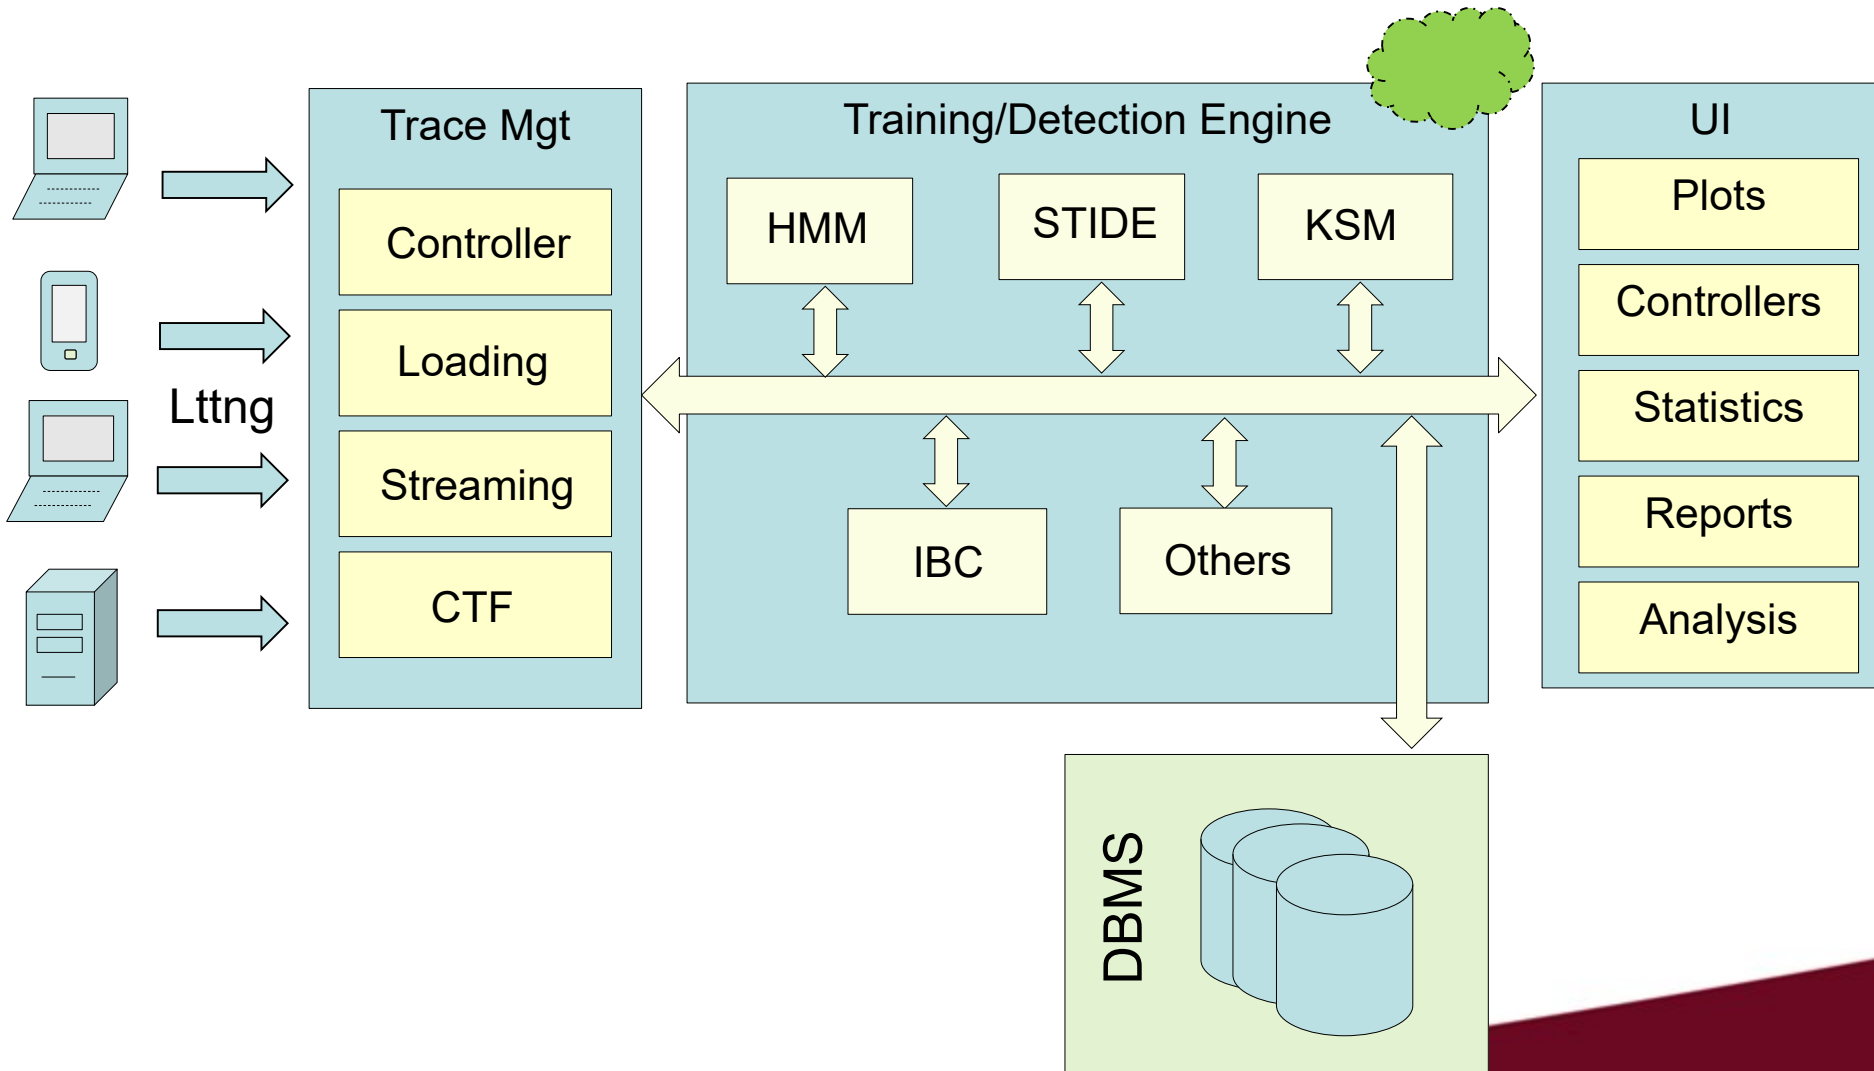 Lttng
Trace Mgt
Controller
Loading
Streaming
CTF
Training/Detection Engine
HMM
STIDE
KSM
IBC
Others
UI
Plots
Controllers
Statistics
Reports
Analysis
DBMS